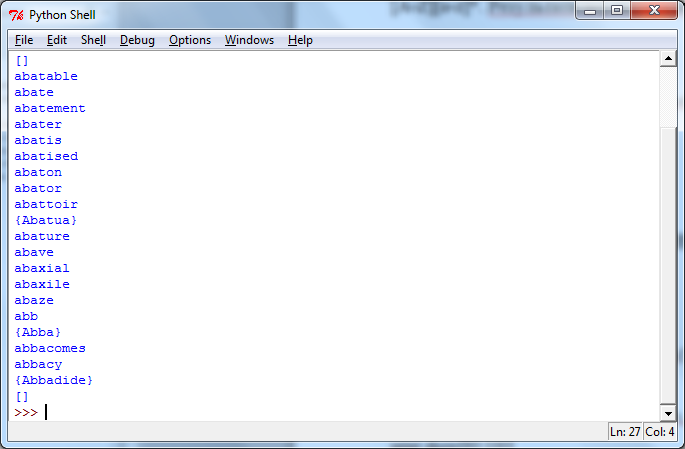 Python Shell
File Edit Shell Debug Options Windows Help
[]
abatable
abate
abatement
abater
abatis
abatised
abaton
abator
abattoir
{Abatua}
abature
abave
abaxial
abaxile
abaze
abb
{Abba}
abbacomes
abbacy
{Abbadide}
[]
>>>
Ln: 27 Col: 4